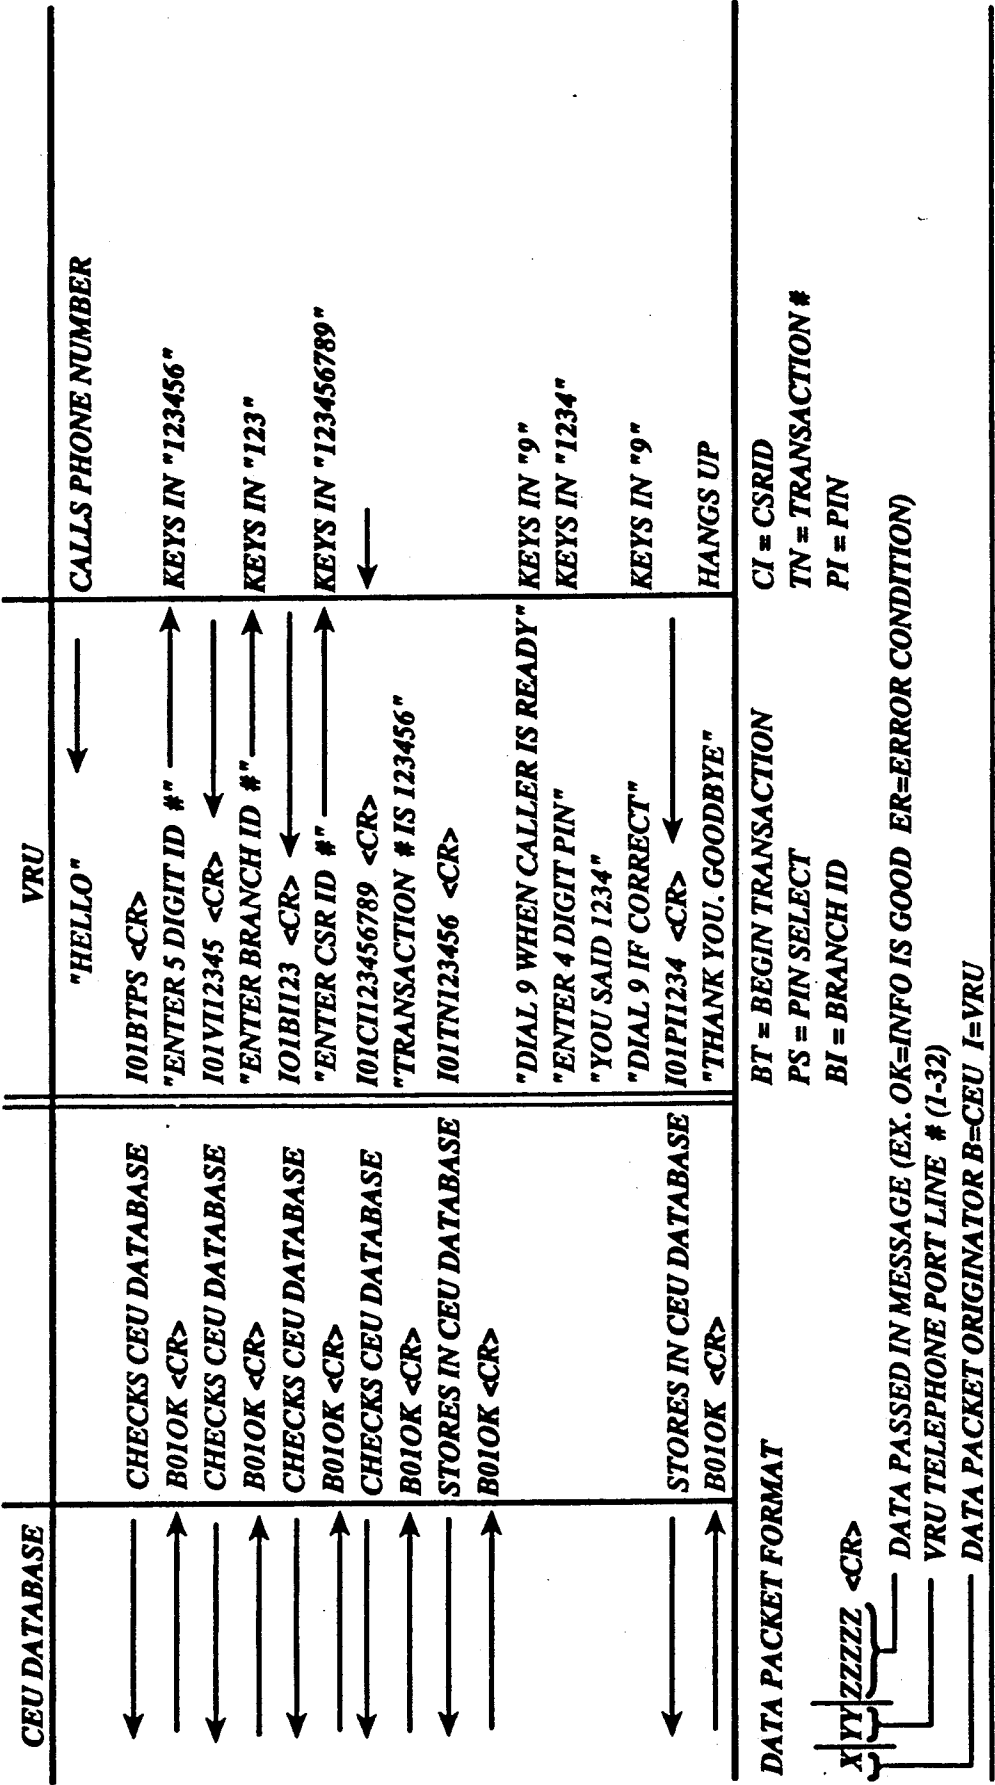 CEU DATABASE
VRU
CALLS PHONE NUMBER
"HELLO"
CHECKS CEU DATABASE
I01BTPS <CR>
B01OK <CR>
"ENTER 5 DIGIT ID #"
KEYS IN "123456"
CHECKS CEU DATABASE
I01VI12345 <CR>
B01OK <CR>
"ENTER BRANCH ID #"
KEYS IN "123"
CHECKS CEU DATABASE
IO1BI123 <CR>
B01OK <CR>
"ENTER CSR ID #"
KEYS IN "123456789"
CHECKS CEU DATABASE
I01CI123456789 <CR>
B01OK <CR>
"TRANSACTION # IS 123456"
STORES IN CEU DATABASE
I01TN123456 <CR>
B01OK <CR>
"DIAL 9 WHEN CALLER IS READY"
KEYS IN "9"
"ENTER 4 DIGIT PIN"
KEYS IN "1234"
"YOU SAID 1234"
"DIAL 9 IF CORRECT"
KEYS IN "9"
STORES IN CEU DATABASE
I01PI1234 <CR>
B01OK <CR>
"THANK YOU. GOODBYE"
HANGS UP
DATA PACKET FORMAT
BT = BEGIN TRANSACTION
CI = CSRID
PS = PIN SELECT
TN = TRANSACTION #
BI = BRANCH ID
PI = PIN
X YY ZZZZZ <CR>
DATA PASSED IN MESSAGE (EX. OK=INFO IS GOOD ER=ERROR CONDITION)
VRU TELEPHONE PORT LINE # (1-32)
DATA PACKET ORIGINATOR B=CEU I=VRU